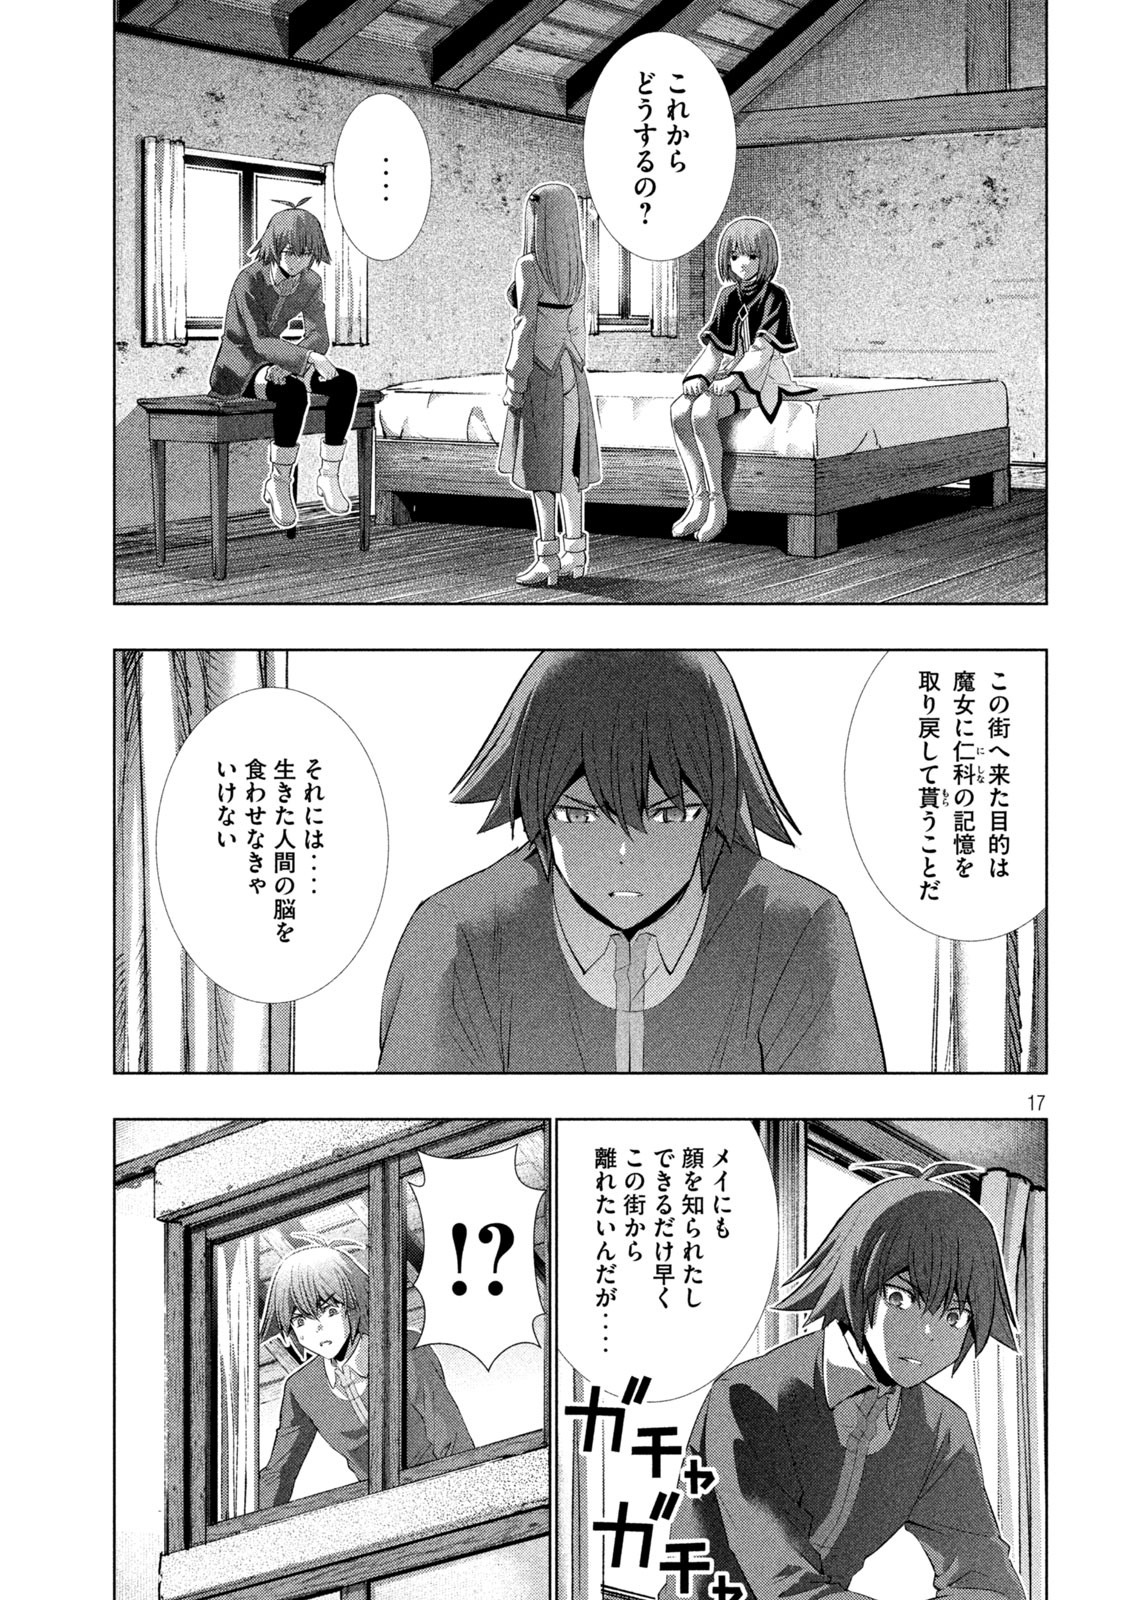 これから
どうするの？
・・・
この街へ来た目的は
魔女に仁科の記憶を
取り戻して貰うことだ
にしな
もら
それには・・・・
生きた人間の脳を
食わせなきゃ
いけない
17
メイにも
顔を知られたし
できるだけ早く
この街から
離れたいんだが・・・・
ガチャ
ガチャ
!?